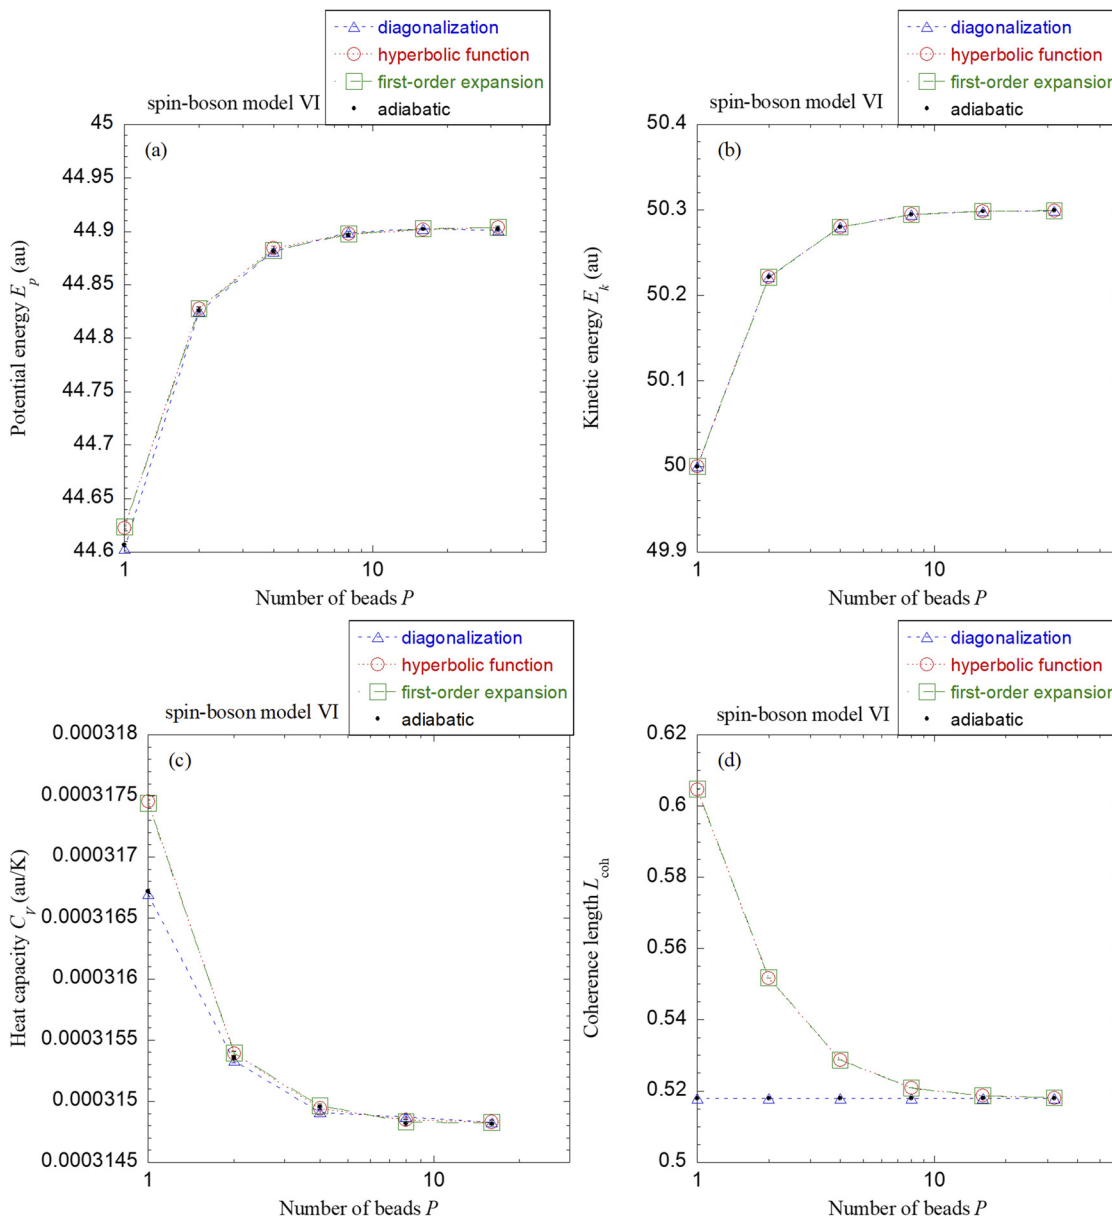 diagonalization
hyperbolic function
first-order expansion
adiabatic
spin-boson model VI
(a)
45
44.95
44.9
44.85
44.8
44.75
44.7
44.65
44.6
Potential energy E_p (au)
1
10
Number of beads P
diagonalization
hyperbolic function
first-order expansion
adiabatic
spin-boson model VI
(b)
50.4
50.3
50.2
50.1
50
49.9
Kinetic energy E_k (au)
1
10
Number of beads P
diagonalization
hyperbolic function
first-order expansion
adiabatic
spin-boson model VI
(c)
0.000318
0.0003175
0.000317
0.0003165
0.000316
0.0003155
0.000315
0.0003145
Heat capacity C_V (au/K)
1
10
Number of beads P
diagonalization
hyperbolic function
first-order expansion
adiabatic
spin-boson model VI
(d)
0.62
0.6
0.58
0.56
0.54
0.52
0.5
Coherence length L_coh
1
10
Number of beads P